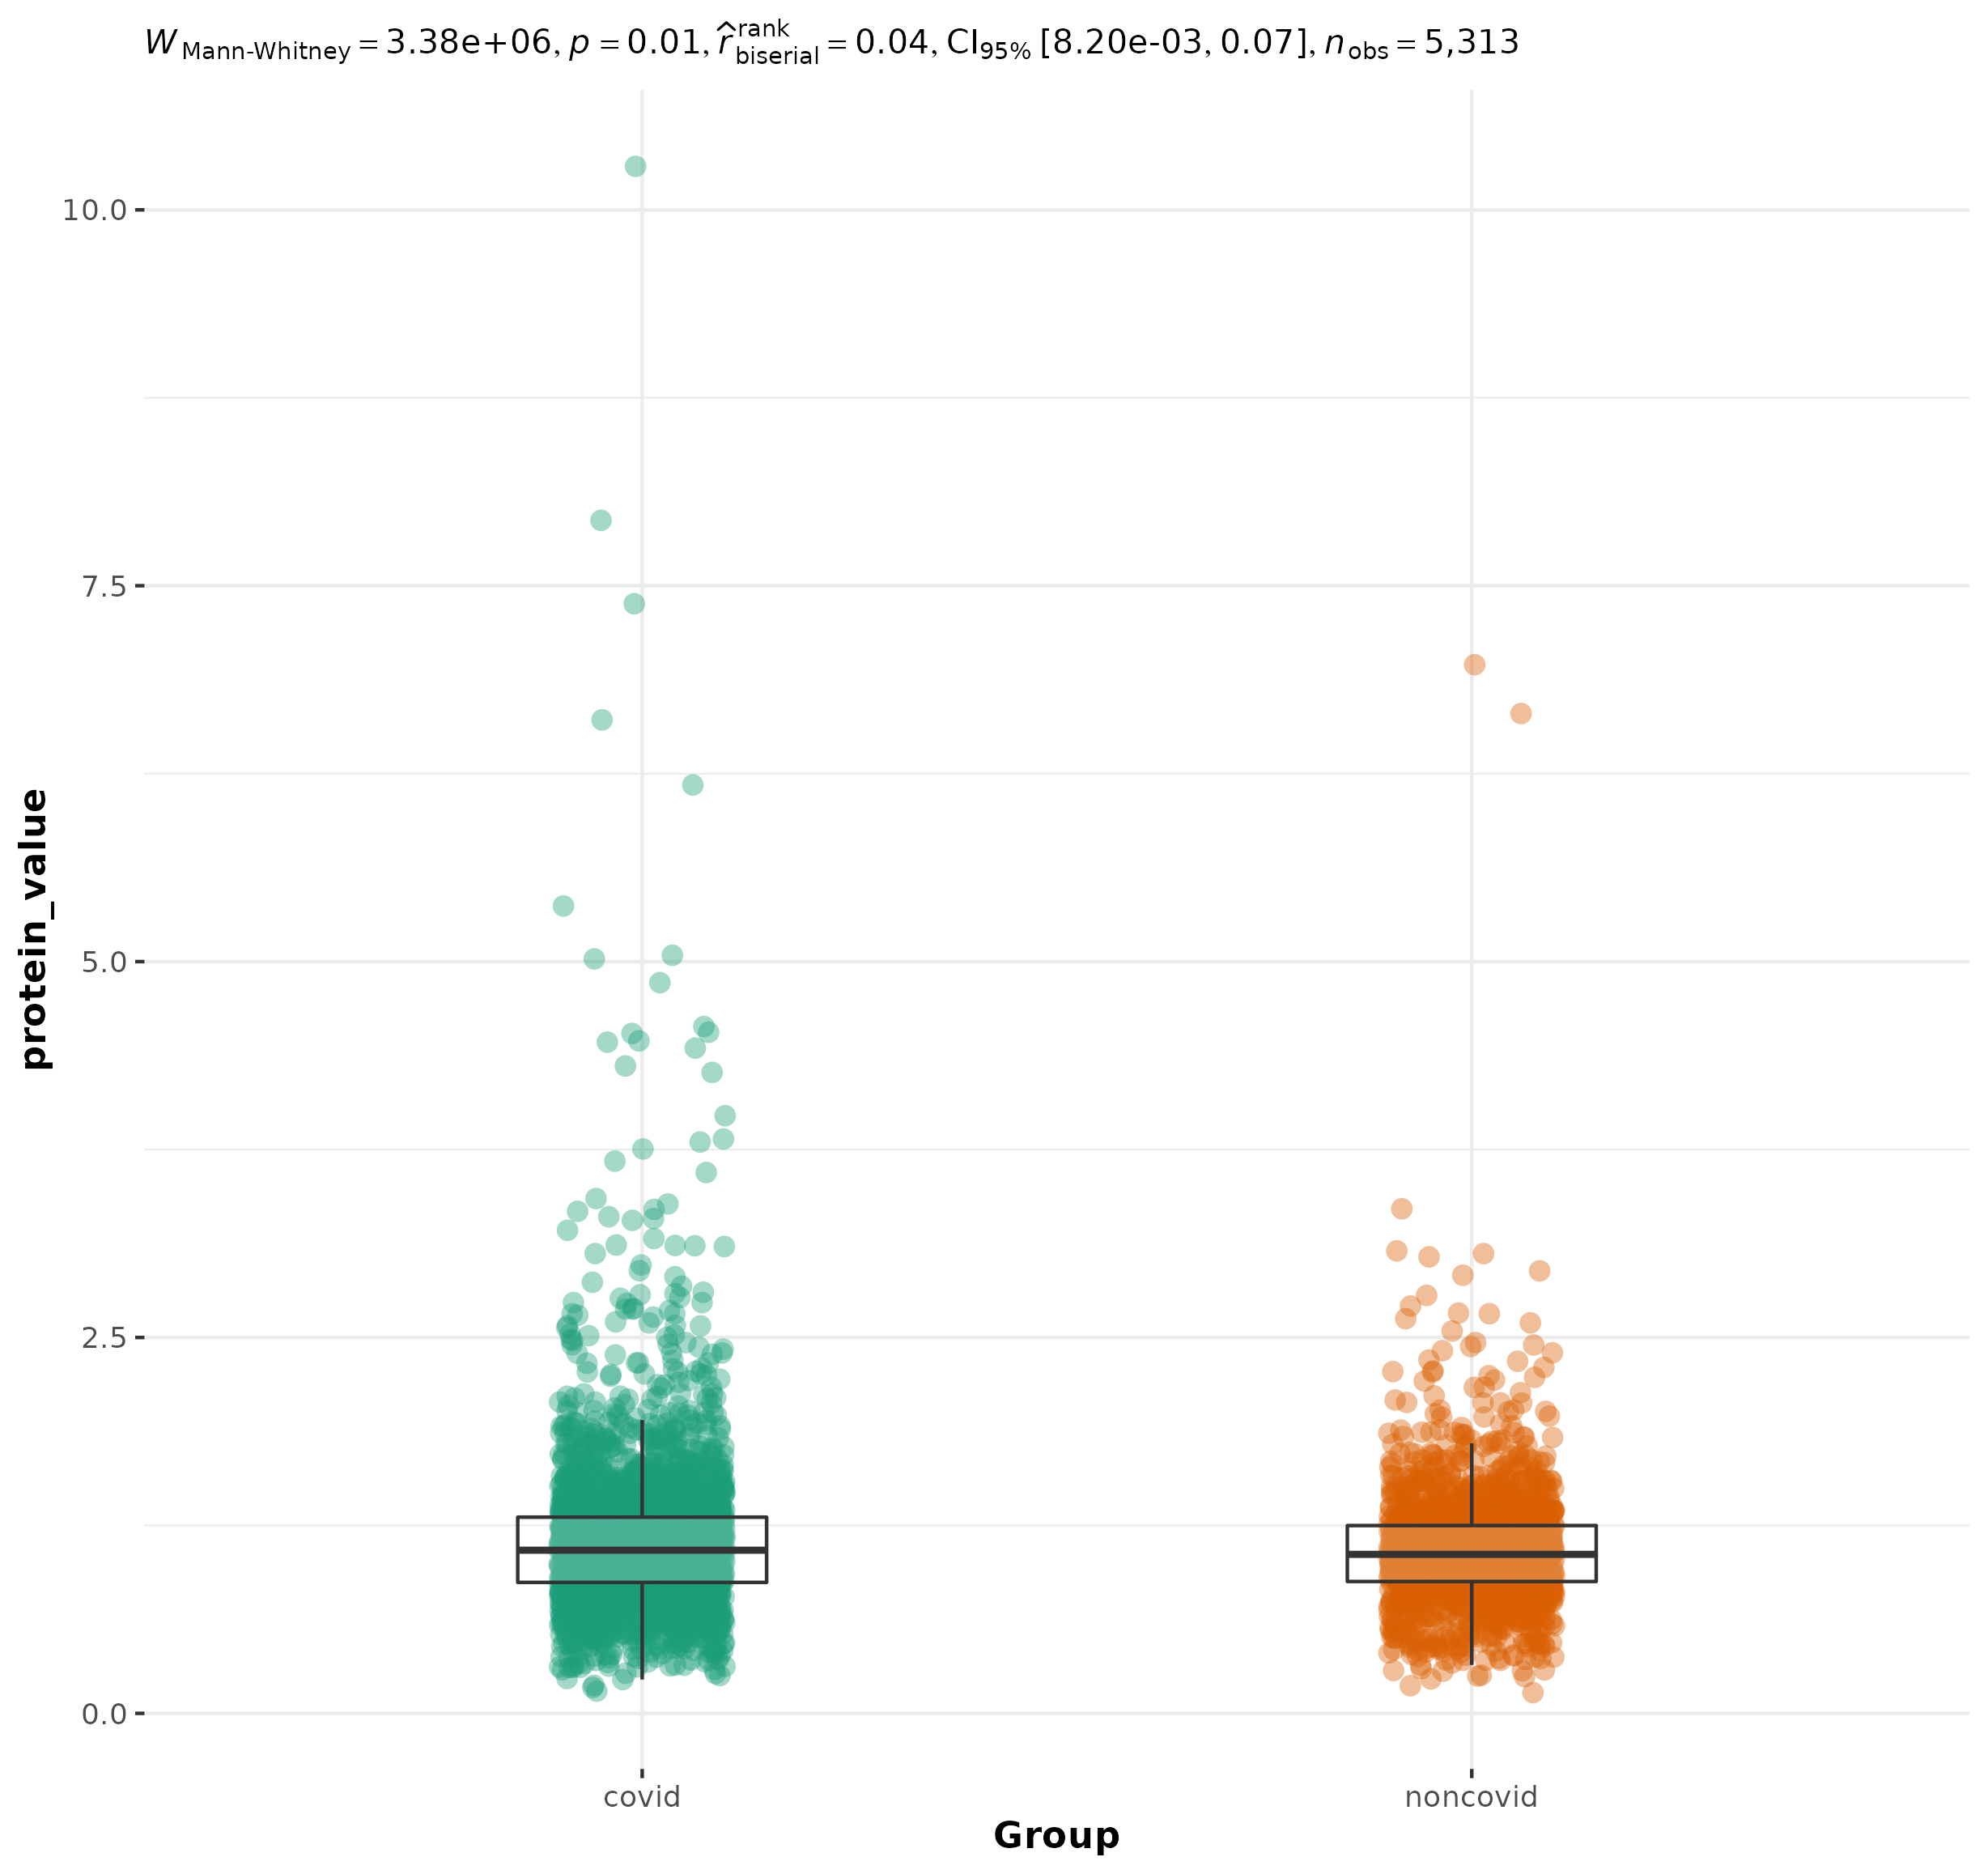 W Mann-Whitney = 3.38e+06, p = 0.01, r̂ rank biserial = 0.04, CI95% [8.20e-03, 0.07], nobs = 5,313
10.0
7.5
5.0
2.5
0.0
protein_value
covid noncovid
Group